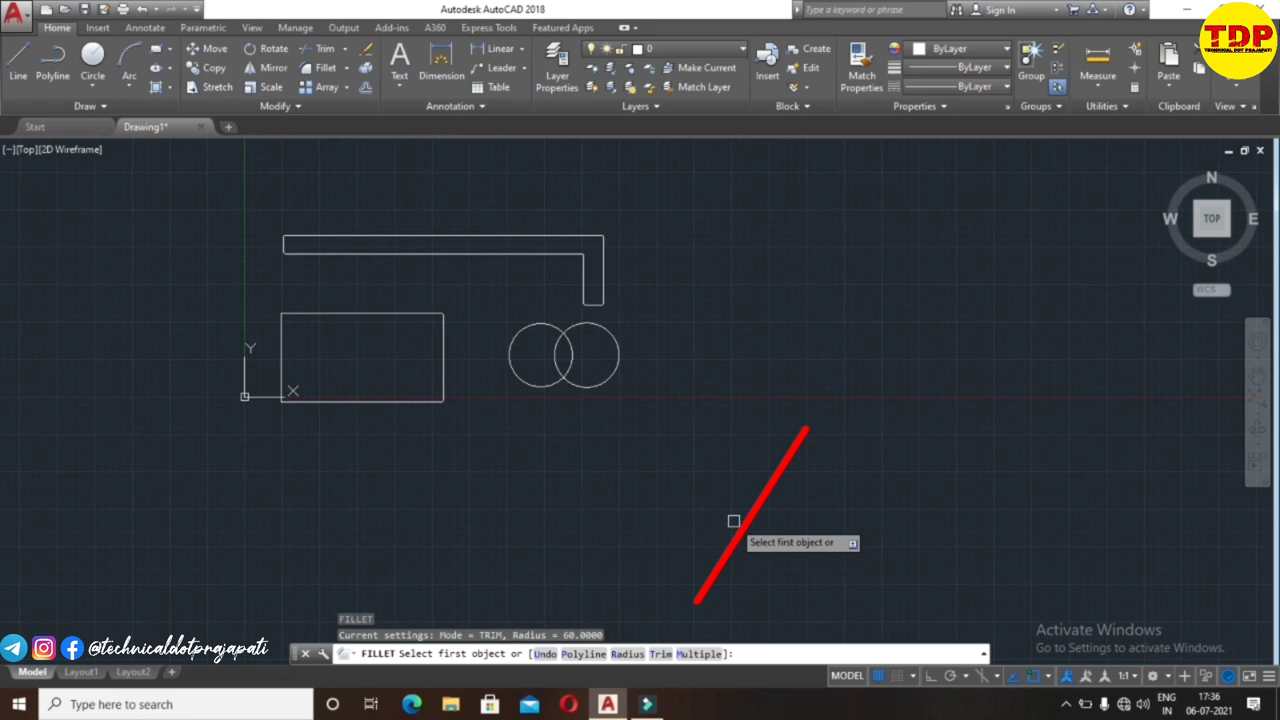 Autodesk AutoCAD 2018 Drawing1.dwg
Type a keyword or phrase
Sign In
Home Insert Annotate Parametric View Manage Output Add-ins A360 Express Tools Featured Apps
Line Polyline Circle Arc
Move Rotate Trim
Copy Mirror Fillet
Stretch Scale Array
Text Dimension
Linear
Leader
Table
Layer Properties
0
Make Current
Match Layer
Insert
Create
Edit
Match Properties
ByLayer
ByLayer
ByLayer
Group
Measure
Paste
Draw Modify Annotation Layers Block Properties Groups Utilities Clipboard View
TDP
TECHNICAL DOT PRAJAPATI
Start Drawing1*
[−][Top][2D Wireframe]
N
W TOP E
S
WCS
Y
X
Select first object or
FILLET
Current settings: Mode = TRIM, Radius = 60.0000
FILLET Select first object or [Undo Polyline Radius Trim Multiple]:
Activate Windows
Go to Settings to activate Windows.
@technicaldotprajapati
Model Layout1 Layout2
MODEL 1:1
Type here to search
ENG
IN
17:36
06-07-2021